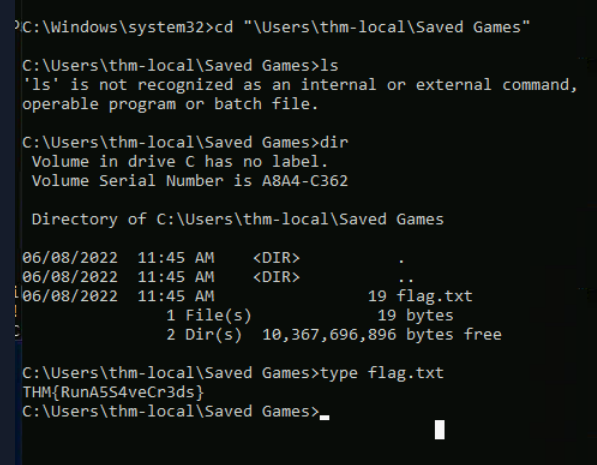 C:\Windows\system32>cd "\Users\thm-local\Saved Games"
C:\Users\thm-local\Saved Games>ls
'ls' is not recognized as an internal or external command,
operable program or batch file.
C:\Users\thm-local\Saved Games>dir
 Volume in drive C has no label.
 Volume Serial Number is A8A4-C362
 Directory of C:\Users\thm-local\Saved Games
06/08/2022  11:45 AM    <DIR>          .
06/08/2022  11:45 AM    <DIR>          ..
06/08/2022  11:45 AM                19 flag.txt
               1 File(s)             19 bytes
               2 Dir(s)  10,367,696,896 bytes free
C:\Users\thm-local\Saved Games>type flag.txt
THM{RunA5S4veCr3ds}
C:\Users\thm-local\Saved Games>